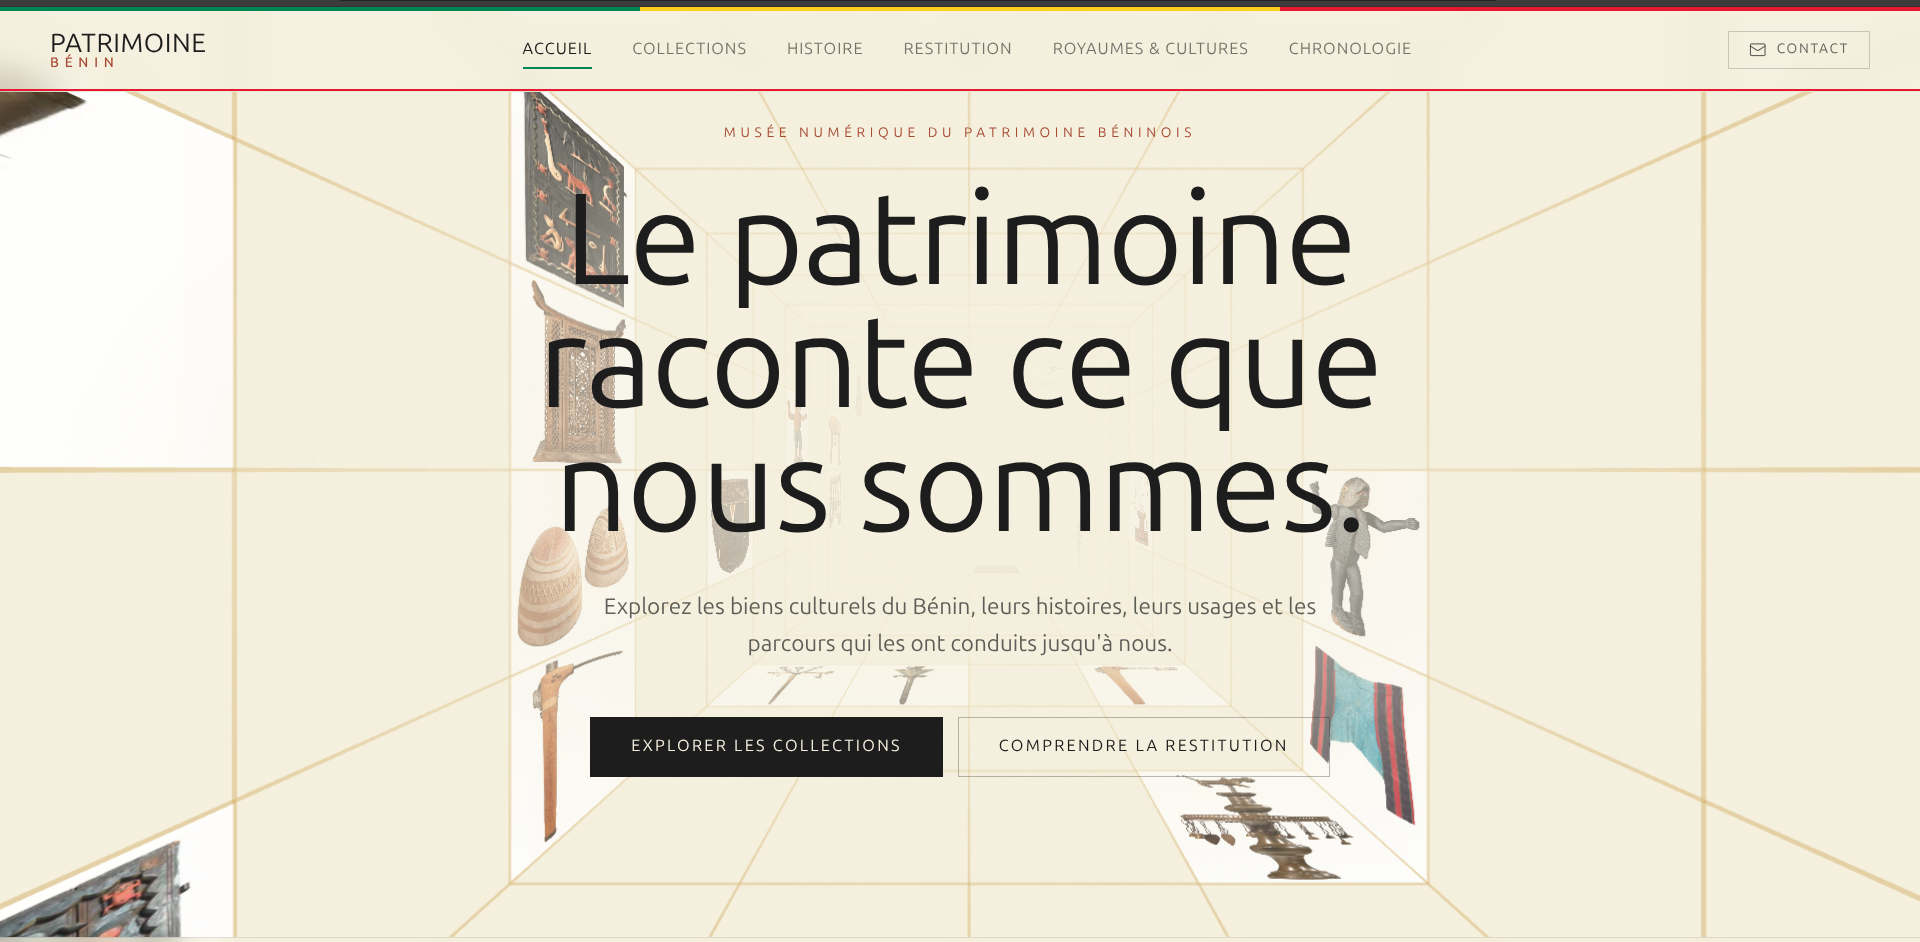 PATRIMOINE
BÉNIN
ACCUEIL
COLLECTIONS
HISTOIRE
RESTITUTION
ROYAUMES & CULTURES
CHRONOLOGIE
CONTACT
MUSÉE NUMÉRIQUE DU PATRIMOINE BÉNINOIS
Le patrimoine
raconte ce que
nous sommes.
Explorez les biens culturels du Bénin, leurs histoires, leurs usages et les
parcours qui les ont conduits jusqu'à nous.
EXPLORER LES COLLECTIONS
COMPRENDRE LA RESTITUTION